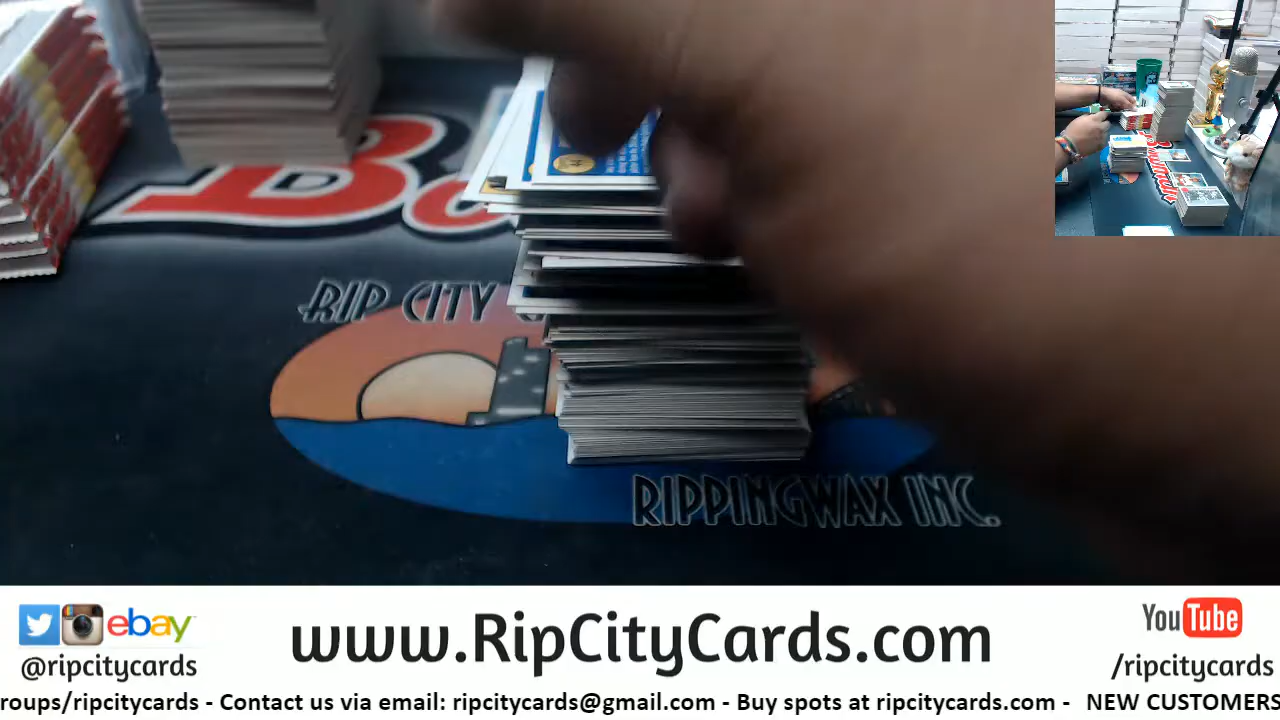 RIP CITY
RIPPINGWAX INC.
ebay
@ripcitycards
www.RipCityCards.com
YouTube
/ripcitycards
roups/ripcitycards - Contact us via email: ripcitycards@gmail.com - Buy spots at ripcitycards.com - NEW CUSTOMERS